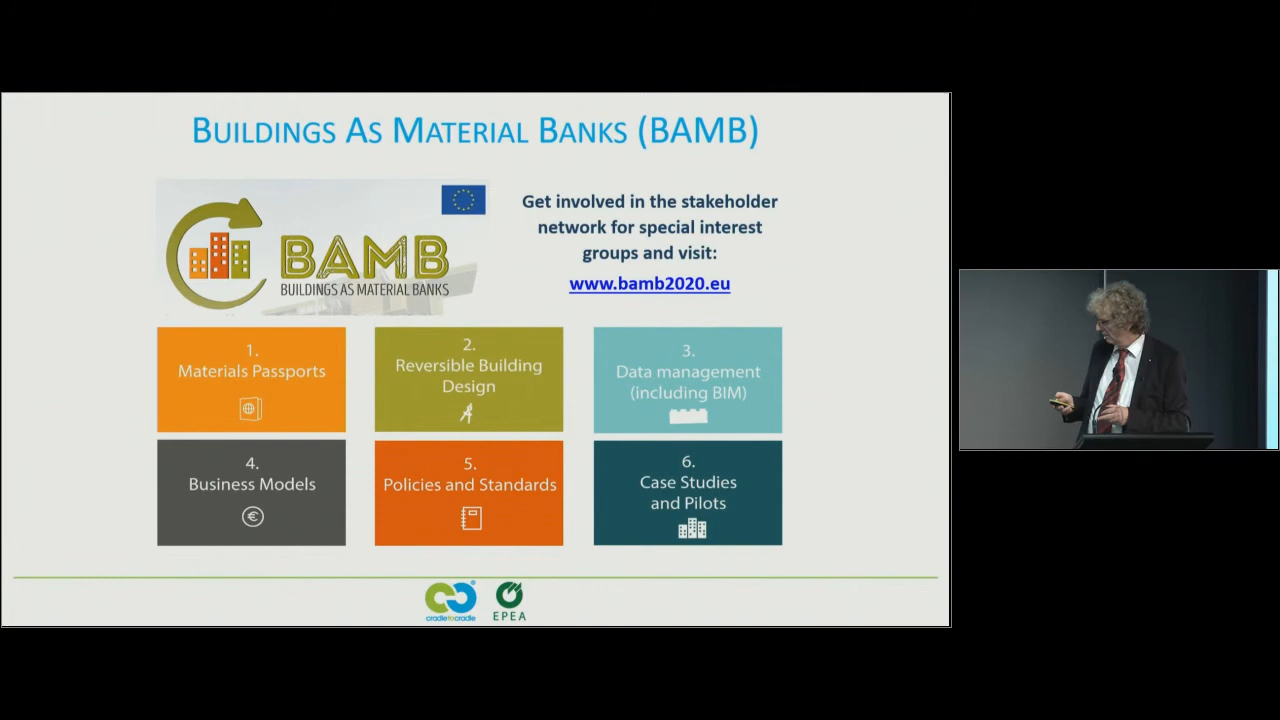 BUILDINGS AS MATERIAL BANKS (BAMB)
BAMB
BUILDINGS AS MATERIAL BANKS
Get involved in the stakeholder
network for special interest
groups and visit:
www.bamb2020.eu
1.
Materials Passports
2.
Reversible Building
Design
3.
Data management
(including BIM)
4.
Business Models
€
5.
Policies and Standards
6.
Case Studies
and Pilots
cradletocradle
®
EPEA